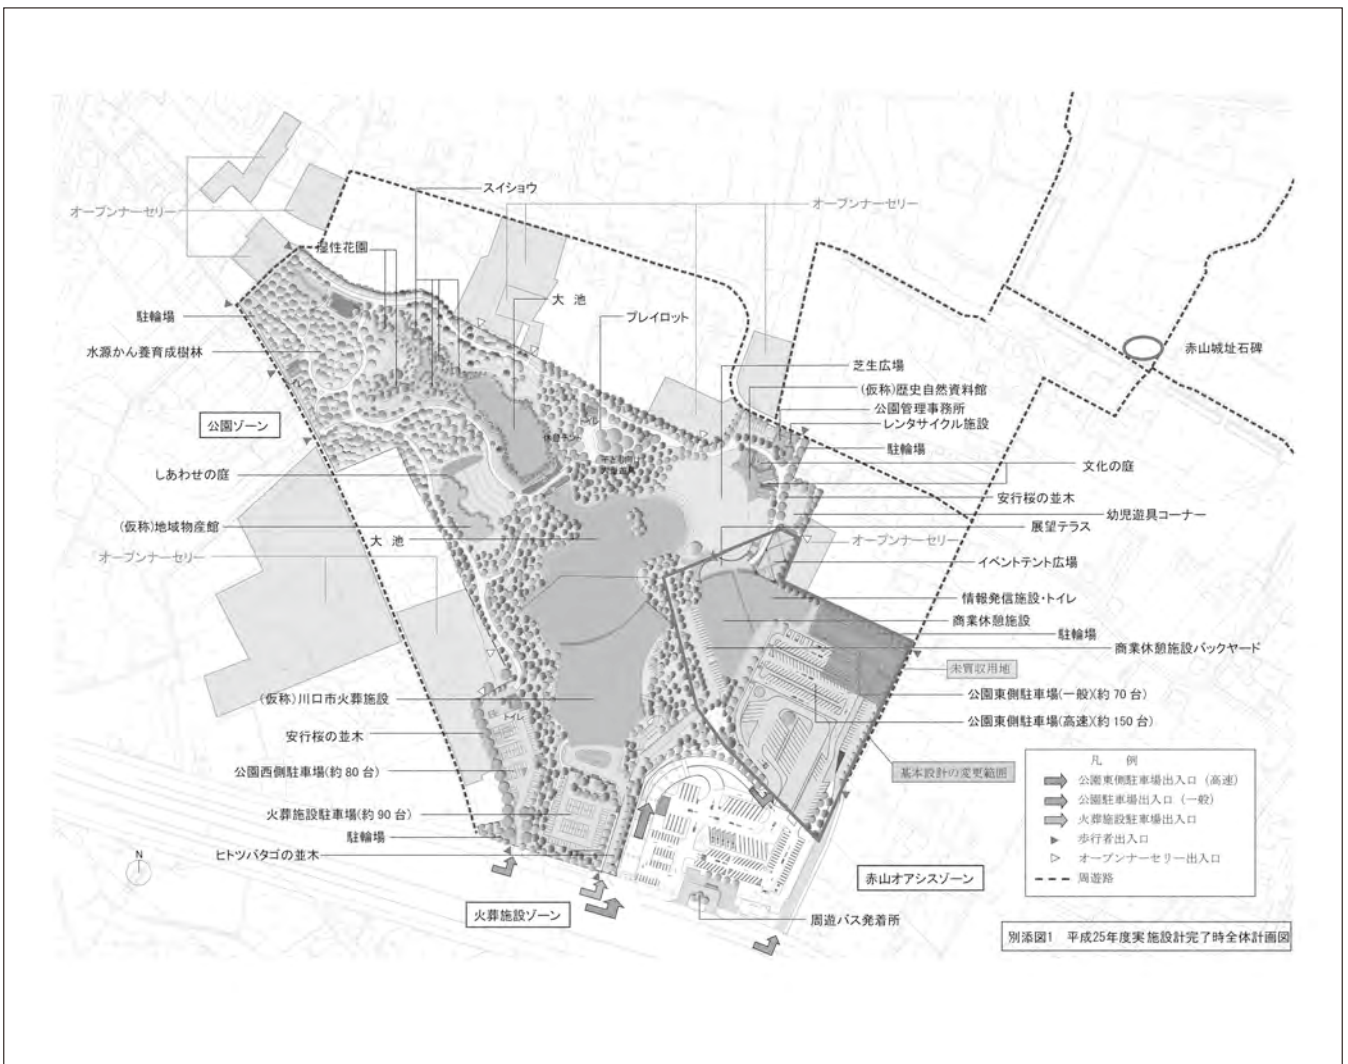 スイショウ
オープンナーセリー
オープンナーセリー
湿性花園
大 池
プレイロット
駐輪場
水源かん養育成樹林
赤山城址石碑
芝生広場
(仮称)歴史自然資料館
公園管理事務所
レンタサイクル施設
公園ゾーン
トイレ
休憩テント
駐輪場
しあわせの庭
文化の庭
安行桜の並木
幼児遊具コーナー
(仮称)地域物産館
展望テラス
大 池
オープンナーセリー
オープンナーセリー
イベントテント広場
情報発信施設・トイレ
商業休憩施設
駐輪場
商業休憩施設バックヤード
未買収用地
(仮称)川口市火葬施設
公園東側駐車場(一般)(約 70 台)
トイレ
公園東側駐車場(高速)(約 150 台)
安行桜の並木
公園西側駐車場(約 80 台)
基本設計の変更範囲
火葬施設駐車場(約 90 台)
駐輪場
ヒトツバタゴの並木
凡 例
公園東側駐車場出入口 (高速)
公園駐車場出入口 (一般)
火葬施設駐車場出入口
歩行者出入口
オープンナーセリー出入口
周遊路
N
赤山オアシスゾーン
火葬施設ゾーン
周遊バス発着所
別添図1 平成25年度実施設計完了時全体計画図